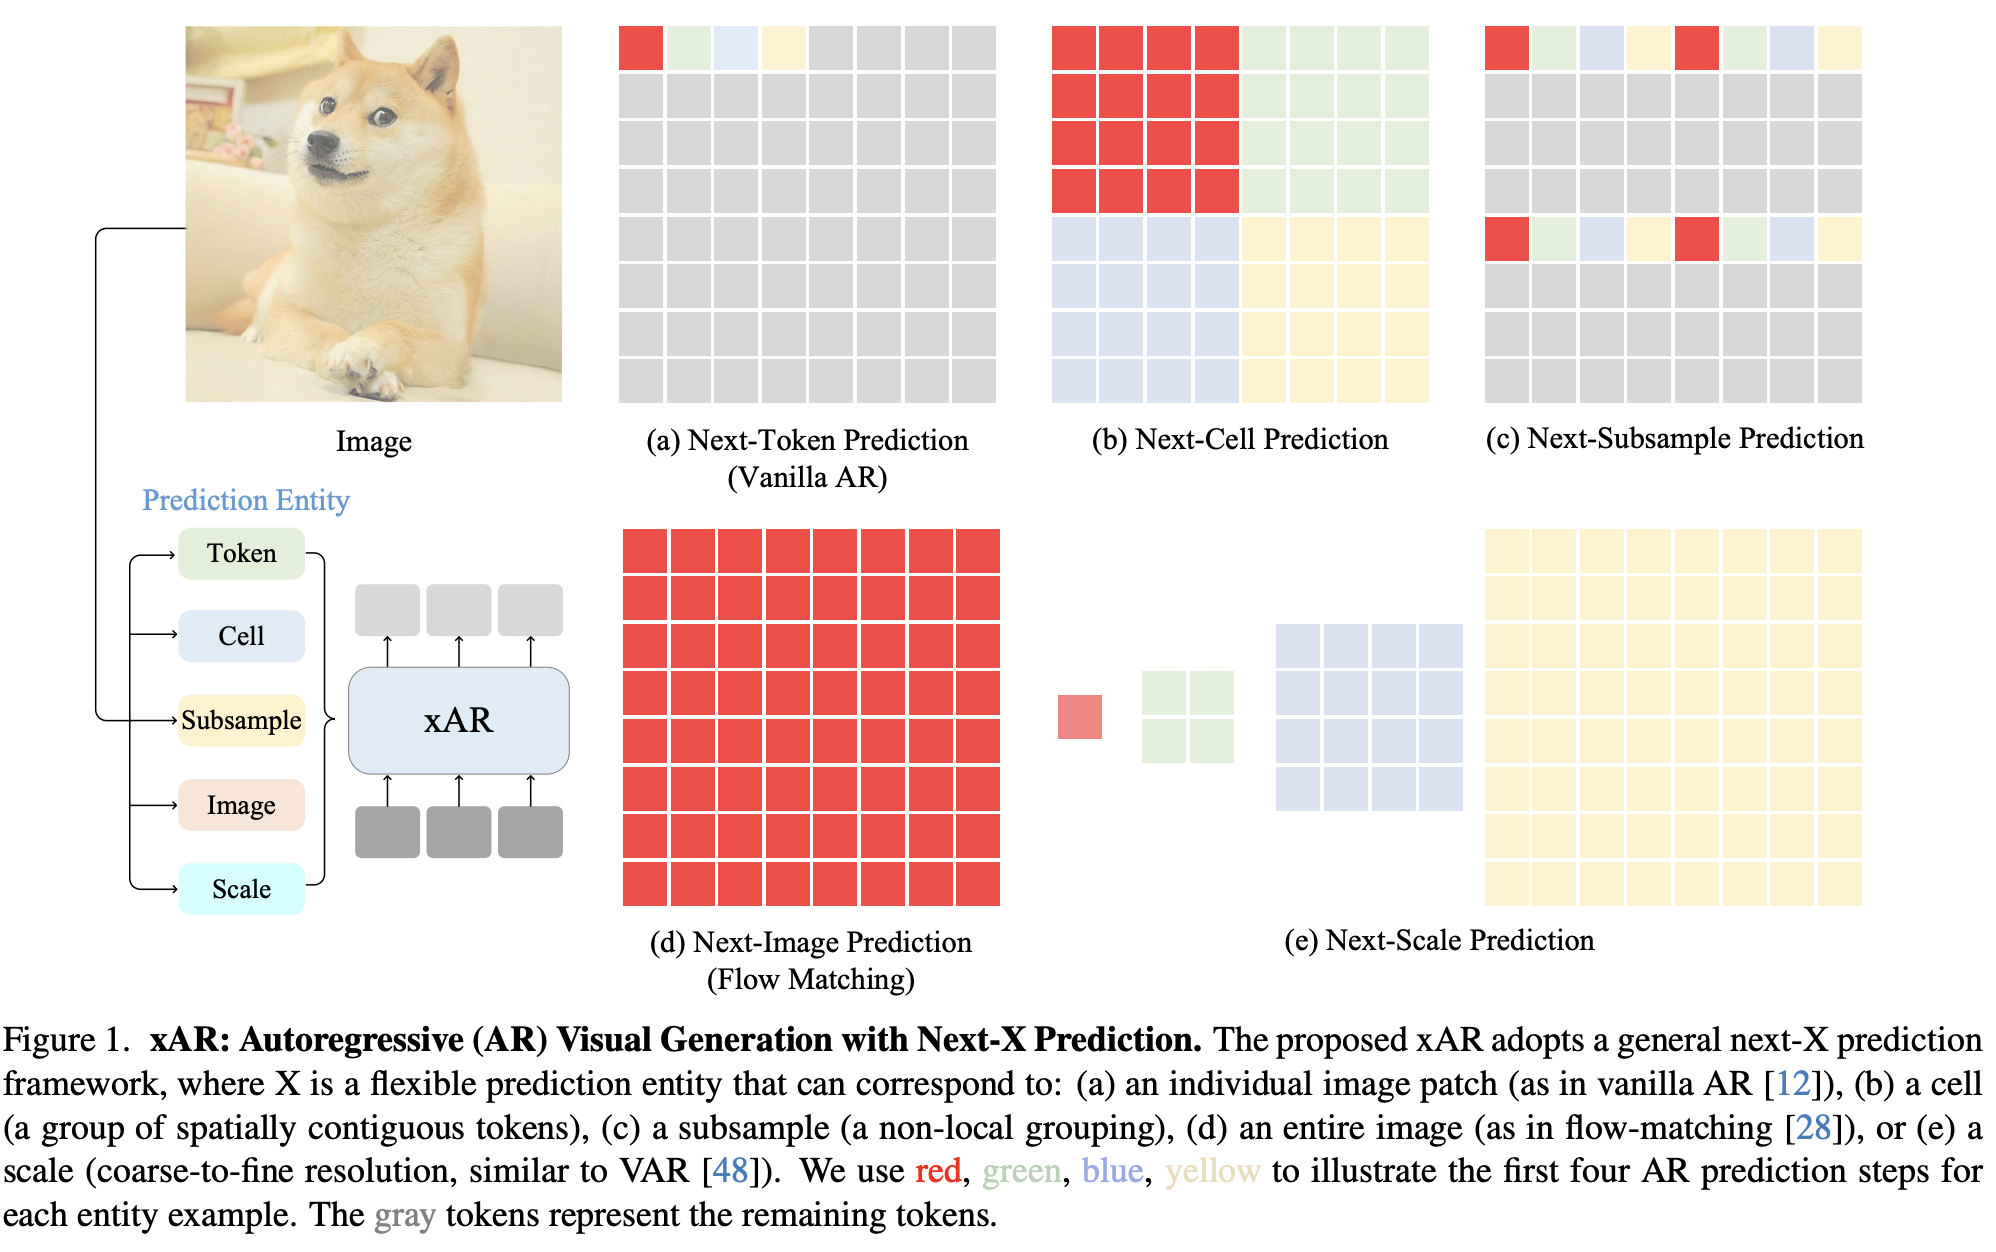 Image
(a) Next-Token Prediction
(Vanilla AR)
(b) Next-Cell Prediction
(c) Next-Subsample Prediction
Prediction Entity
Token
Cell
Subsample
Image
Scale
xAR
(d) Next-Image Prediction
(Flow Matching)
(e) Next-Scale Prediction
Figure 1. xAR: Autoregressive (AR) Visual Generation with Next-X Prediction. The proposed xAR adopts a general next-X prediction
framework, where X is a flexible prediction entity that can correspond to: (a) an individual image patch (as in vanilla AR [12]), (b) a cell
(a group of spatially contiguous tokens), (c) a subsample (a non-local grouping), (d) an entire image (as in flow-matching [28]), or (e) a
scale (coarse-to-fine resolution, similar to VAR [48]). We use red, green, blue, yellow to illustrate the first four AR prediction steps for
each entity example. The gray tokens represent the remaining tokens.